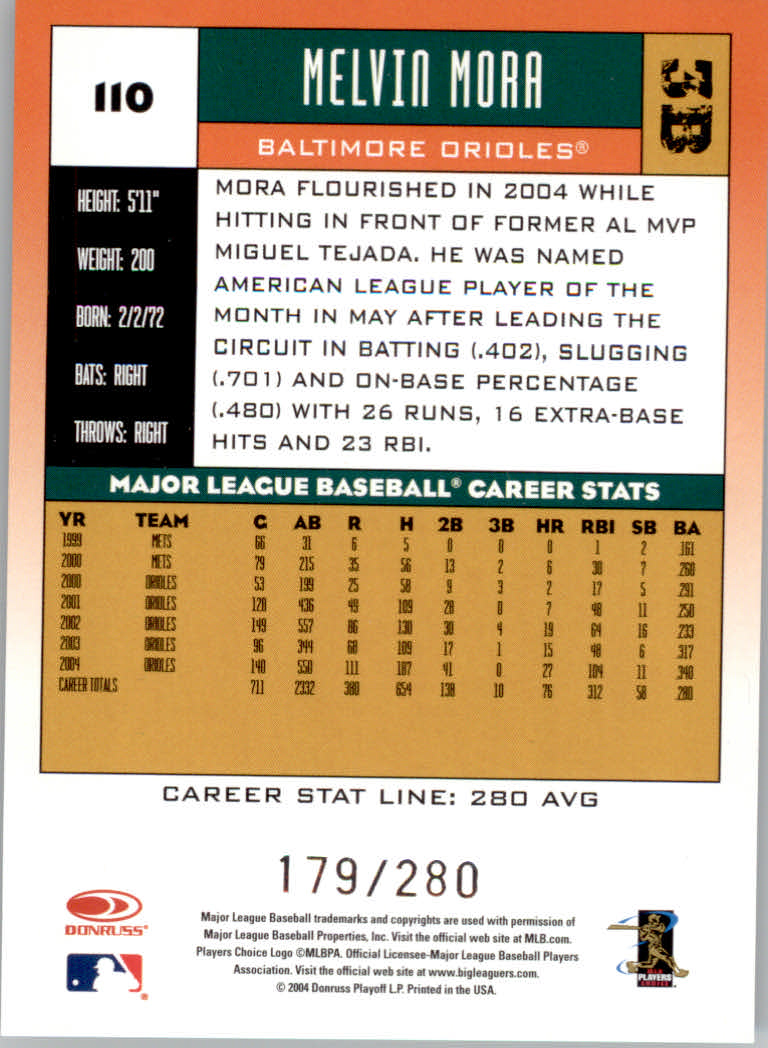 110
MELVIN MORA
3B
BALTIMORE ORIOLES®
HEIGHT: 5'11"
WEIGHT: 200
BORN: 2/2/72
BATS: RIGHT
THROWS: RIGHT
MORA FLOURISHED IN 2004 WHILE
HITTING IN FRONT OF FORMER AL MVP
MIGUEL TEJADA. HE WAS NAMED
AMERICAN LEAGUE PLAYER OF THE
MONTH IN MAY AFTER LEADING THE
CIRCUIT IN BATTING (.402), SLUGGING
(.701) AND ON-BASE PERCENTAGE
(.480) WITH 26 RUNS, 16 EXTRA-BASE
HITS AND 23 RBI.
MAJOR LEAGUE BASEBALL® CAREER STATS
YR TEAM G AB R H 2B 3B HR RBI SB BA
1999 METS 66 31 6 5 0 0 0 1 2 .161
2000 METS 79 215 35 56 13 2 6 30 7 .260
2000 ORIOLES 53 199 25 58 9 3 2 17 5 .291
2001 ORIOLES 128 436 49 109 28 0 7 48 11 .250
2002 ORIOLES 149 557 86 130 30 4 19 64 16 .233
2003 ORIOLES 96 344 68 109 17 1 15 48 6 .317
2004 ORIOLES 140 550 111 187 41 0 27 104 11 .340
CAREER TOTALS 711 2332 380 654 138 10 76 312 58 .280
CAREER STAT LINE: 280 AVG
179/280
DONRUSS®
Major League Baseball trademarks and copyrights are used with permission of
Major League Baseball Properties, Inc. Visit the official web site at MLB.com.
Players Choice Logo ©MLBPA. Official Licensee-Major League Baseball Players
Association. Visit the official web site at www.bigleaguers.com.
© 2004 Donruss Playoff L.P. Printed in the USA.
MLB
PLAYERS
CHOICE